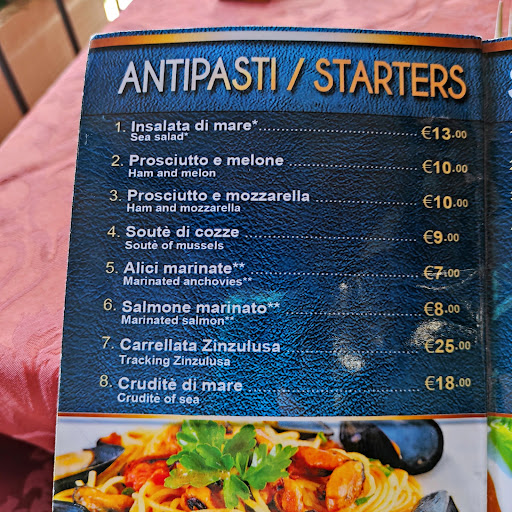 ANTIPASTI / STARTERS
1. Insalata di mare* €13.00
Sea salad*
2. Prosciutto e melone €10.00
Ham and melon
3. Prosciutto e mozzarella €10.00
Ham and mozzarella
4. Soutè di cozze €9.00
Soutè of mussels
5. Alici marinate** €7.00
Marinated anchovies**
6. Salmone marinato** €8.00
Marinated salmon**
7. Carrellata Zinzulusa €25.00
Tracking Zinzulusa
8. Cruditè di mare €18.00
Cruditè of sea